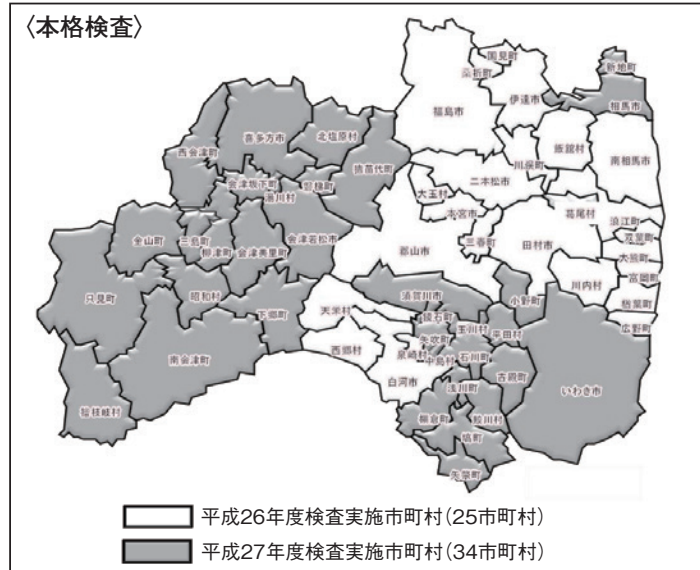 〈本格検査〉
国見町
桑折町
新地町
相馬市
伊達市
福島市
喜多方市
北塩原村
西会津町
飯舘村
南相馬市
川俣町
猪苗代町
会津坂下町
磐梯町
湯川村
二本松市
大玉村
本宮市
葛尾村
浪江町
双葉町
大熊町
富岡町
楢葉町
広野町
三春町
田村市
川内村
郡山市
金山町
三島町
柳津町
会津美里町
会津若松市
只見町
昭和村
下郷町
天栄村
須賀川市
小野町
鏡石町
玉川村
平田村
矢吹町
石川町
中島村
泉崎村
西郷村
白河市
古殿町
いわき市
浅川町
南会津町
檜枝岐村
棚倉町
鮫川村
塙町
矢祭町
平成26年度検査実施市町村(25市町村)
平成27年度検査実施市町村(34市町村)